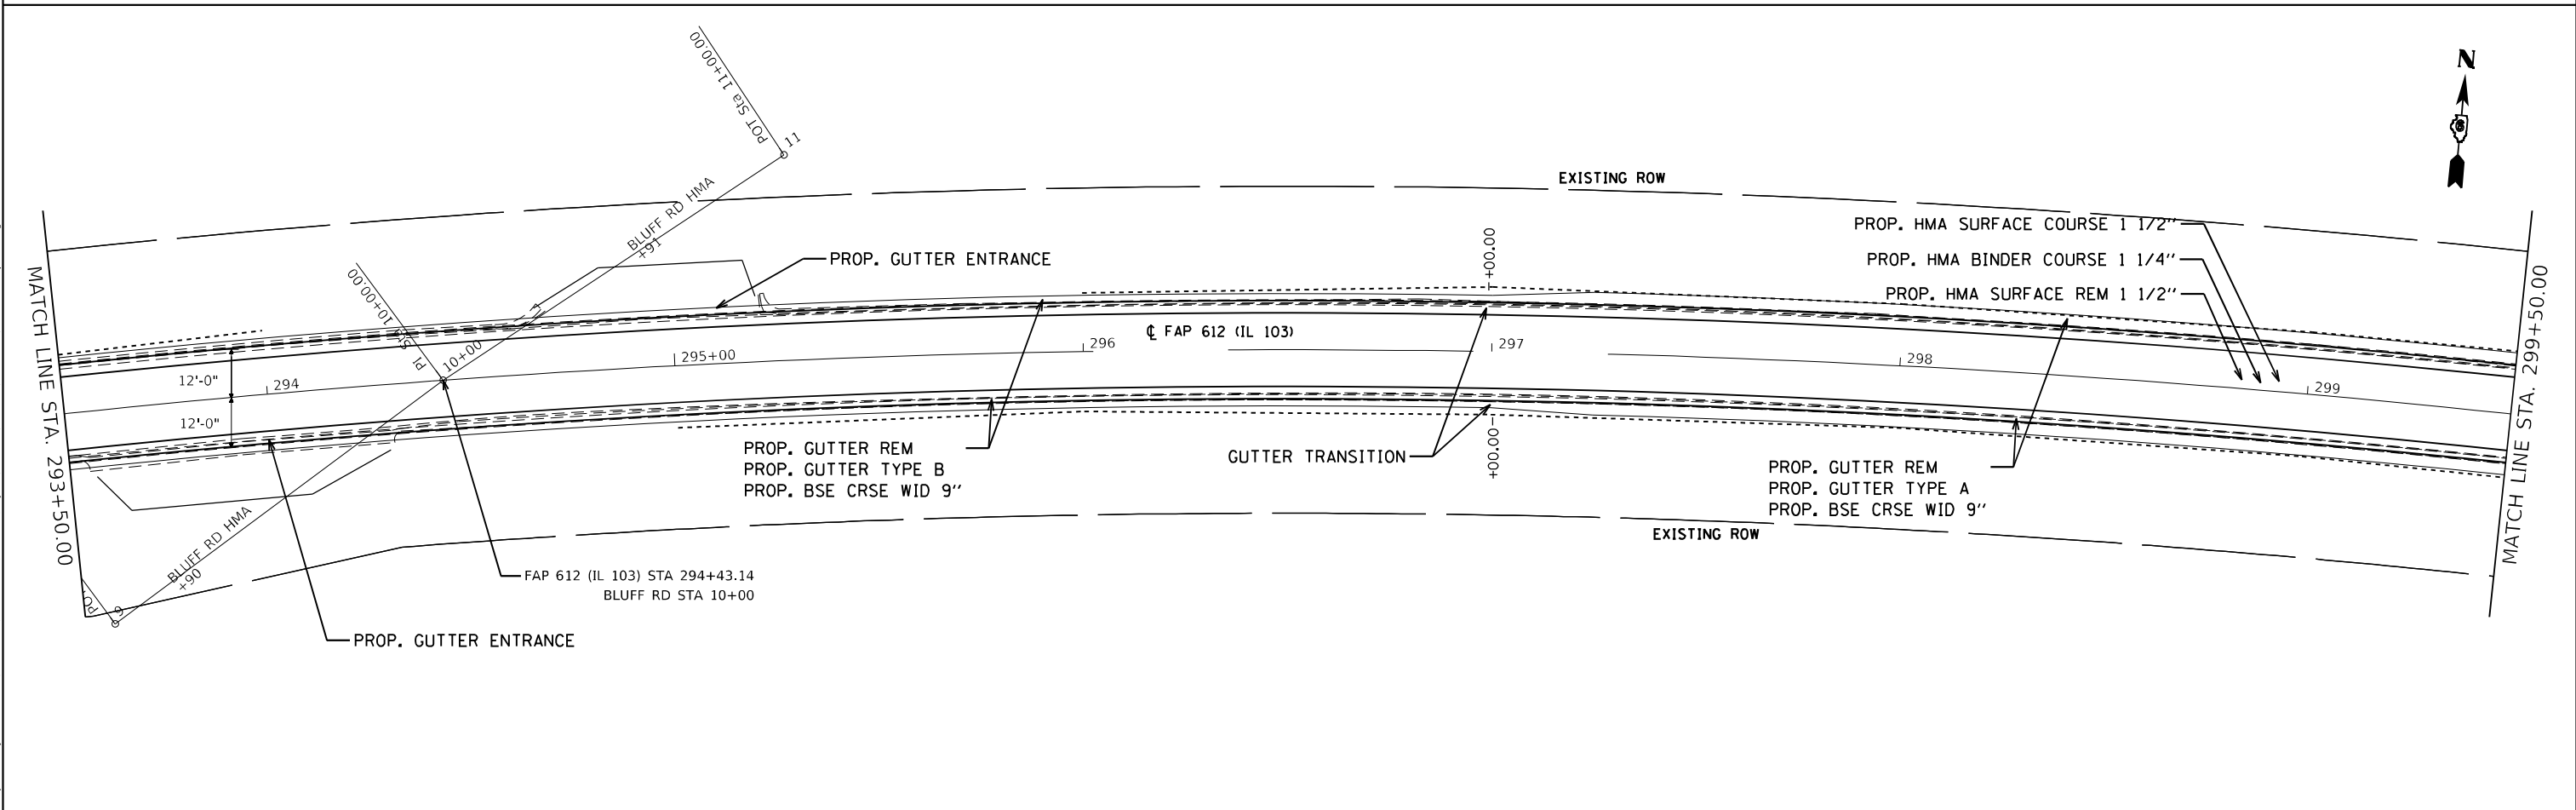 POT Sta 11+00.00
11
N
EXISTING ROW
BLUFF RD HMA
+91
PROP. HMA SURFACE COURSE 1 1/2"
PROP. HMA BINDER COURSE 1 1/4"
PROP. HMA SURFACE REM 1 1/2"
PROP. GUTTER ENTRANCE
+00.00
MATCH LINE STA. 293+50.00
MATCH LINE STA. 299+50.00
PI Sta 10+00.00
10+00
℄ FAP 612 (IL 103)
12'-0"
12'-0"
294
295+00
296
297
298
299
PROP. GUTTER REM
PROP. GUTTER TYPE B
PROP. BSE CRSE WID 9"
GUTTER TRANSITION
+00.00
PROP. GUTTER REM
PROP. GUTTER TYPE A
PROP. BSE CRSE WID 9"
EXISTING ROW
BLUFF RD HMA
+90
PO
9
FAP 612 (IL 103) STA 294+43.14
BLUFF RD STA 10+00
PROP. GUTTER ENTRANCE